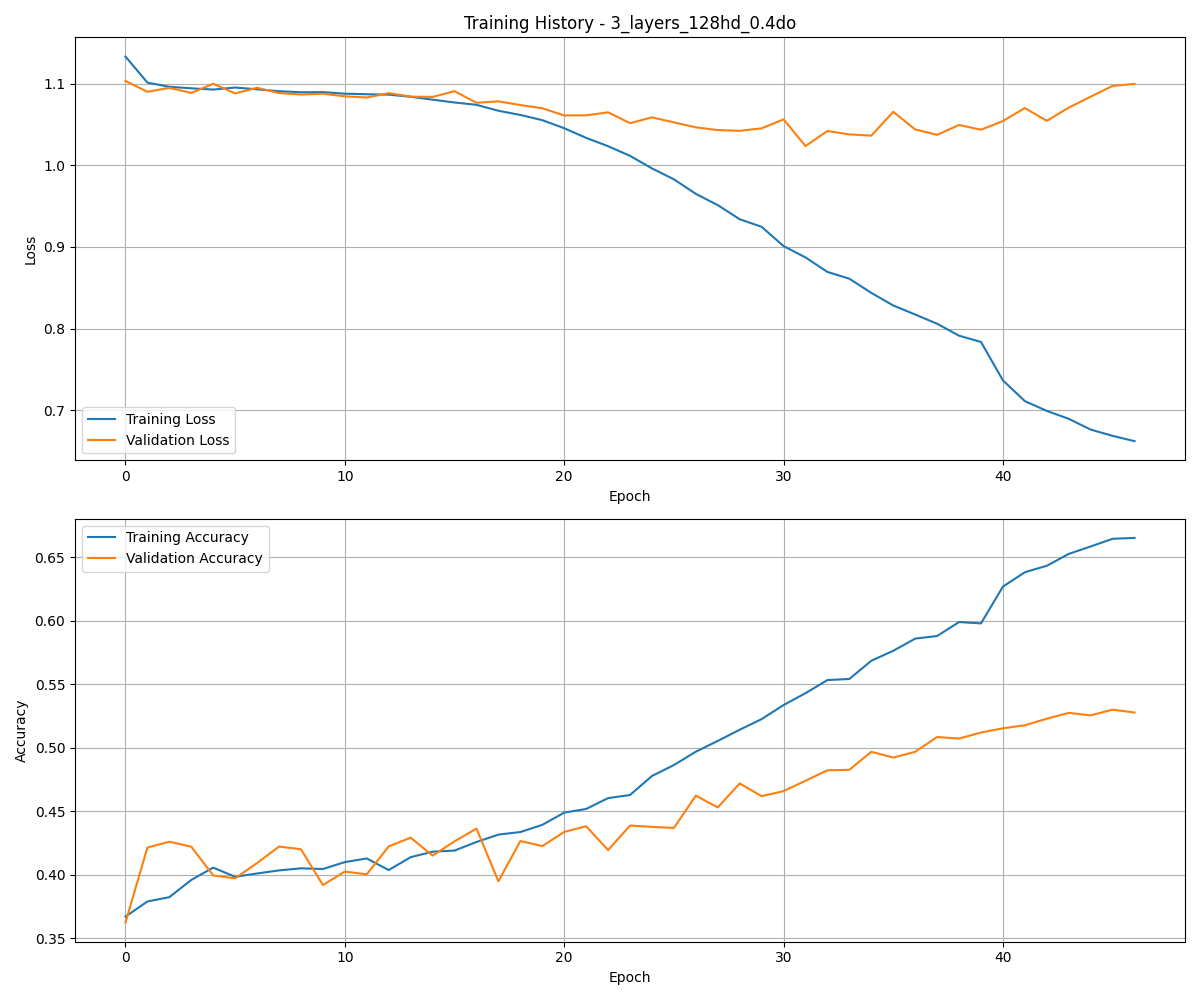 Training History - 3_layers_128hd_0.4do
1.1
1.0
0.9
0.8
0.7
Loss
Training Loss
Validation Loss
0 10 20 30 40
Epoch
Training Accuracy
Validation Accuracy
0.65
0.60
0.55
0.50
0.45
0.40
0.35
Accuracy
0 10 20 30 40
Epoch